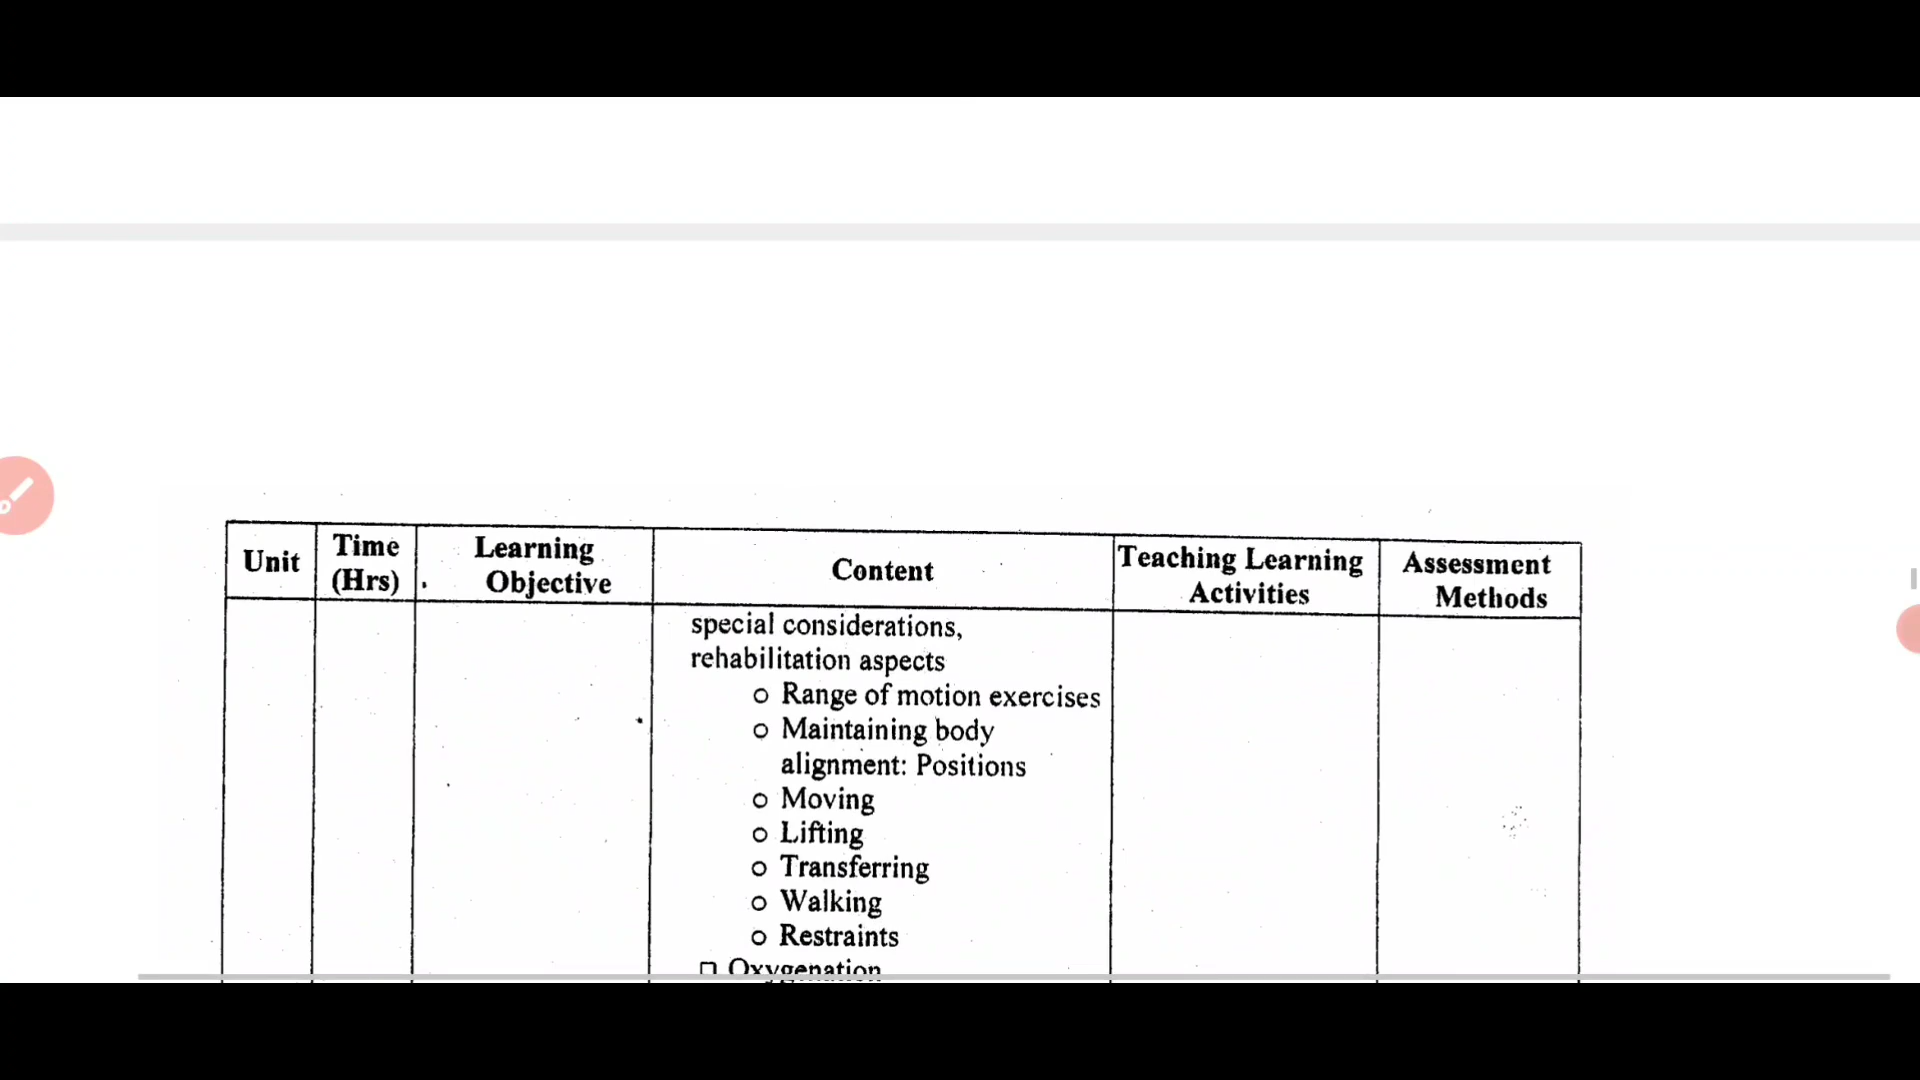 Unit
Time
(Hrs)
Learning
Objective
Content
Teaching Learning
Activities
Assessment
Methods
special considerations,
rehabilitation aspects
o Range of motion exercises
o Maintaining body
alignment: Positions
o Moving
o Lifting
o Transferring
o Walking
o Restraints
□ Oxygenation